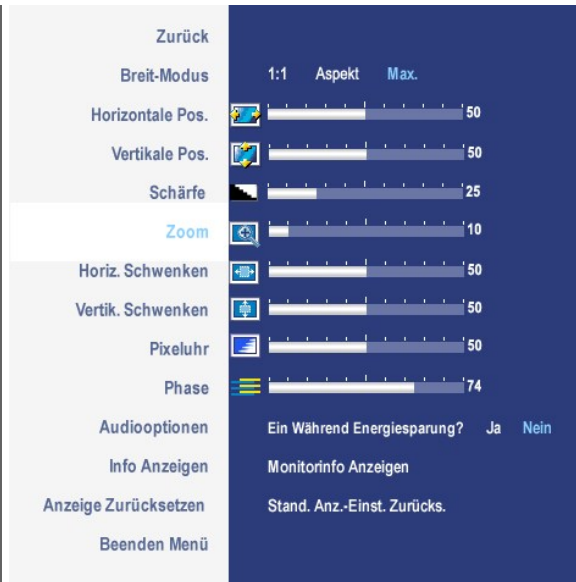 Zurück
Breit-Modus 1:1 Aspekt Max.
Horizontale Pos. 50
Vertikale Pos. 50
Schärfe 25
Zoom 10
Horiz. Schwenken 50
Vertik. Schwenken 50
Pixeluhr 50
Phase 74
Audiooptionen Ein Während Energiesparung? Ja Nein
Info Anzeigen Monitorinfo Anzeigen
Anzeige Zurücksetzen Stand. Anz.-Einst. Zurücks.
Beenden Menü